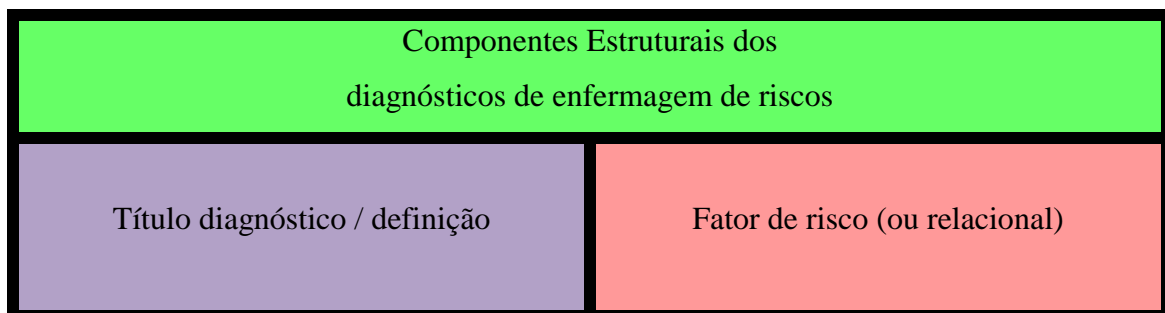 Componentes Estruturais dos
diagnósticos de enfermagem de riscos
Título diagnóstico / definição
Fator de risco (ou relacional)